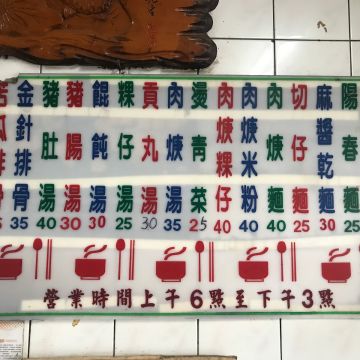 陽春麵 25
麻醬乾麵 30
切仔麵 25
肉焿麵 40
肉焿米粉 40
肉焿粿仔 40
燙青菜 25
肉焿湯 35
貢丸湯 30
粿仔湯 25
餛飩湯 30
豬腸湯 30
豬肚湯 40
金針排骨 35
苦瓜排骨
營業時間上午6點至下午3點